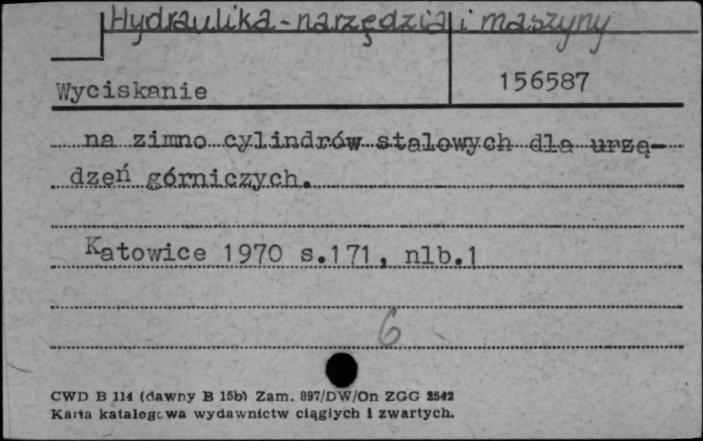 Hydraulika - narzędzia i maszyny
Wyciskanie 156587
na zimno cylindrów stalowych dla urzą-
dzeń górniczych.
Katowice 1970 s.171, nlb.1
6
CWD B 114 (dawny B 15b) Zam. 897/DW/On ZGG 2542
Karta katalogowa wydawnictw ciągłych i zwartych.